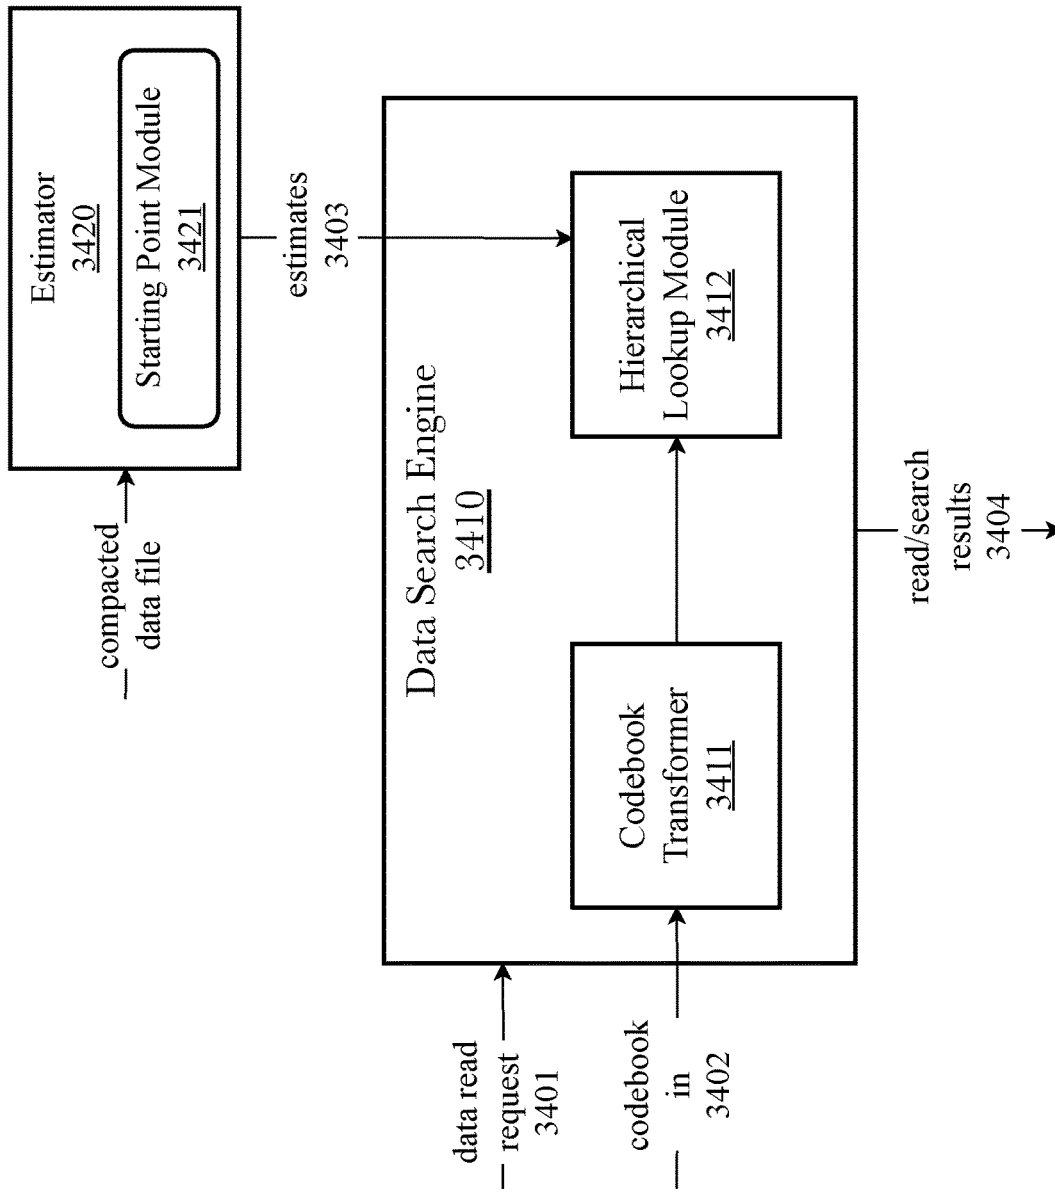 Estimator
3420
Starting Point Module
3421
compacted
data file
estimates
3403
Data Search Engine
3410
data read
request
3401
codebook
in
3402
Codebook
Transformer
3411
Hierarchical
Lookup Module
3412
read/search
results
3404